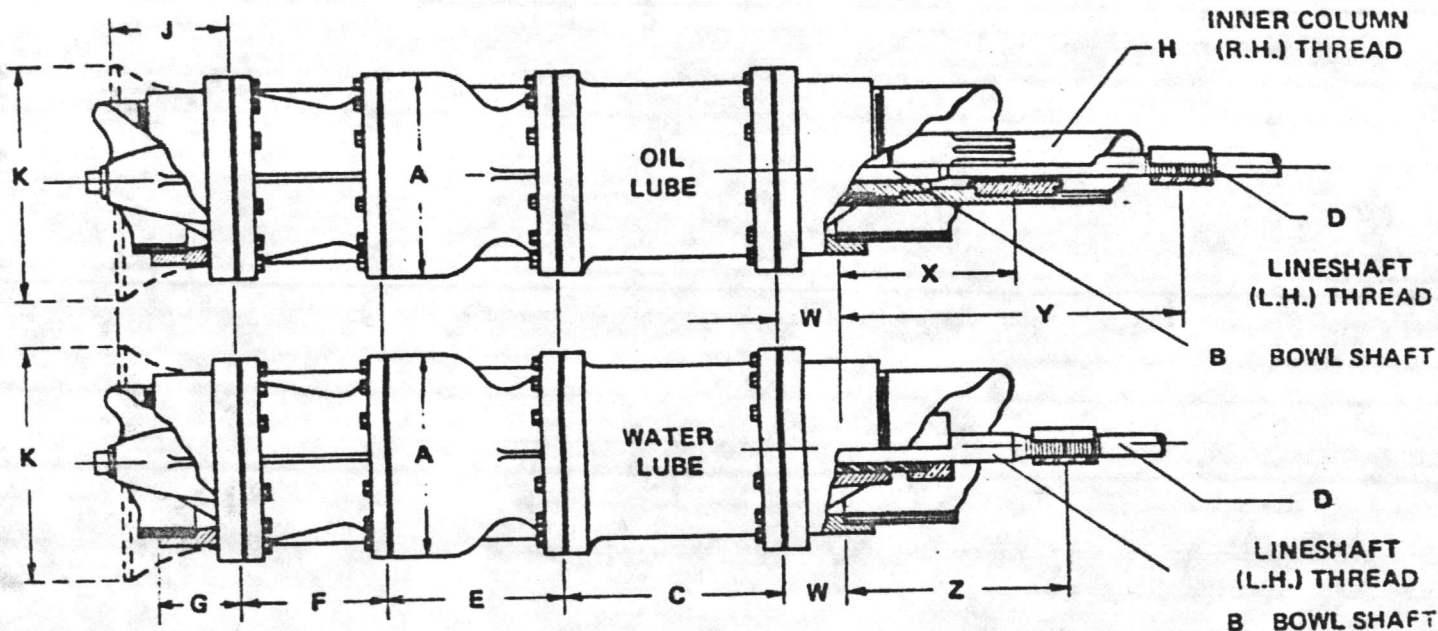 J
INNER COLUMN
H (R.H.) THREAD
K
A
OIL
LUBE
D
X
LINESHAFT
(L.H.) THREAD
W
Y
B BOWL SHAFT
K
A
WATER
LUBE
D
LINESHAFT
(L.H.) THREAD
G
F
E
C
W
Z
B BOWL SHAFT